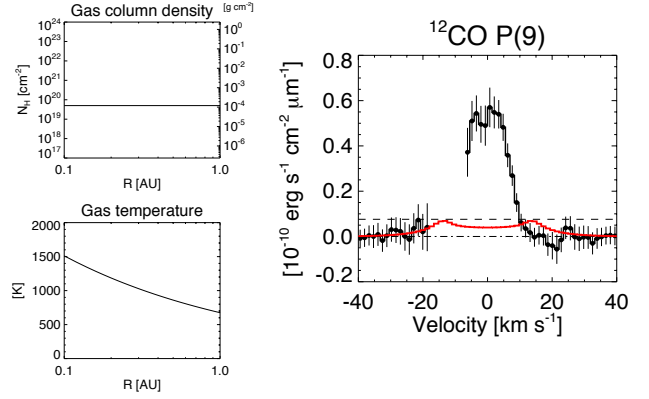 Gas column density
[g cm⁻²]
10²⁴
10²³
10²²
10²¹
10²⁰
10¹⁹
10¹⁸
10¹⁷
N_H [cm⁻²]
10⁰
10⁻¹
10⁻²
10⁻³
10⁻⁴
10⁻⁵
10⁻⁶
0.1
1.0
R [AU]
Gas temperature
2000
1500
1000
500
0
[K]
0.1
1.0
R [AU]
¹²CO P(9)
0.8
0.6
0.4
0.2
0.0
-0.2
[10⁻¹⁰ erg s⁻¹ cm⁻² μm⁻¹]
-40 -20 0 20 40
Velocity [km s⁻¹]